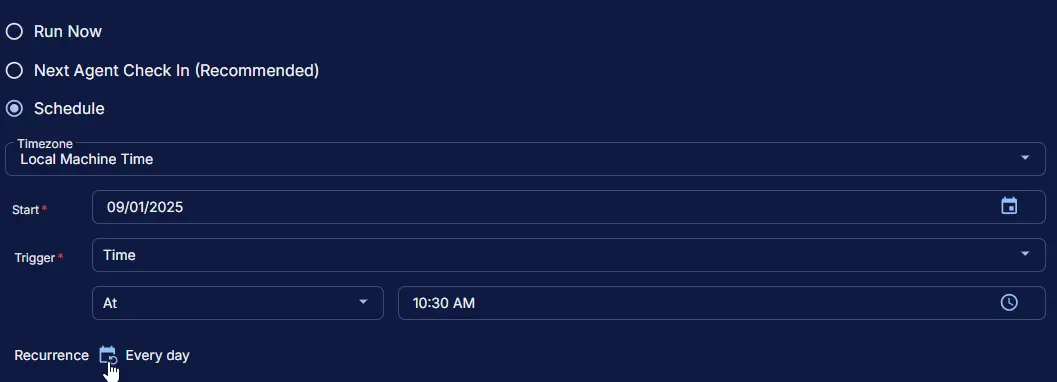 Run Now
Next Agent Check In (Recommended)
Schedule
Timezone
Local Machine Time
Start* 09/01/2025
Trigger* Time
At 10:30 AM
Recurrence Every day